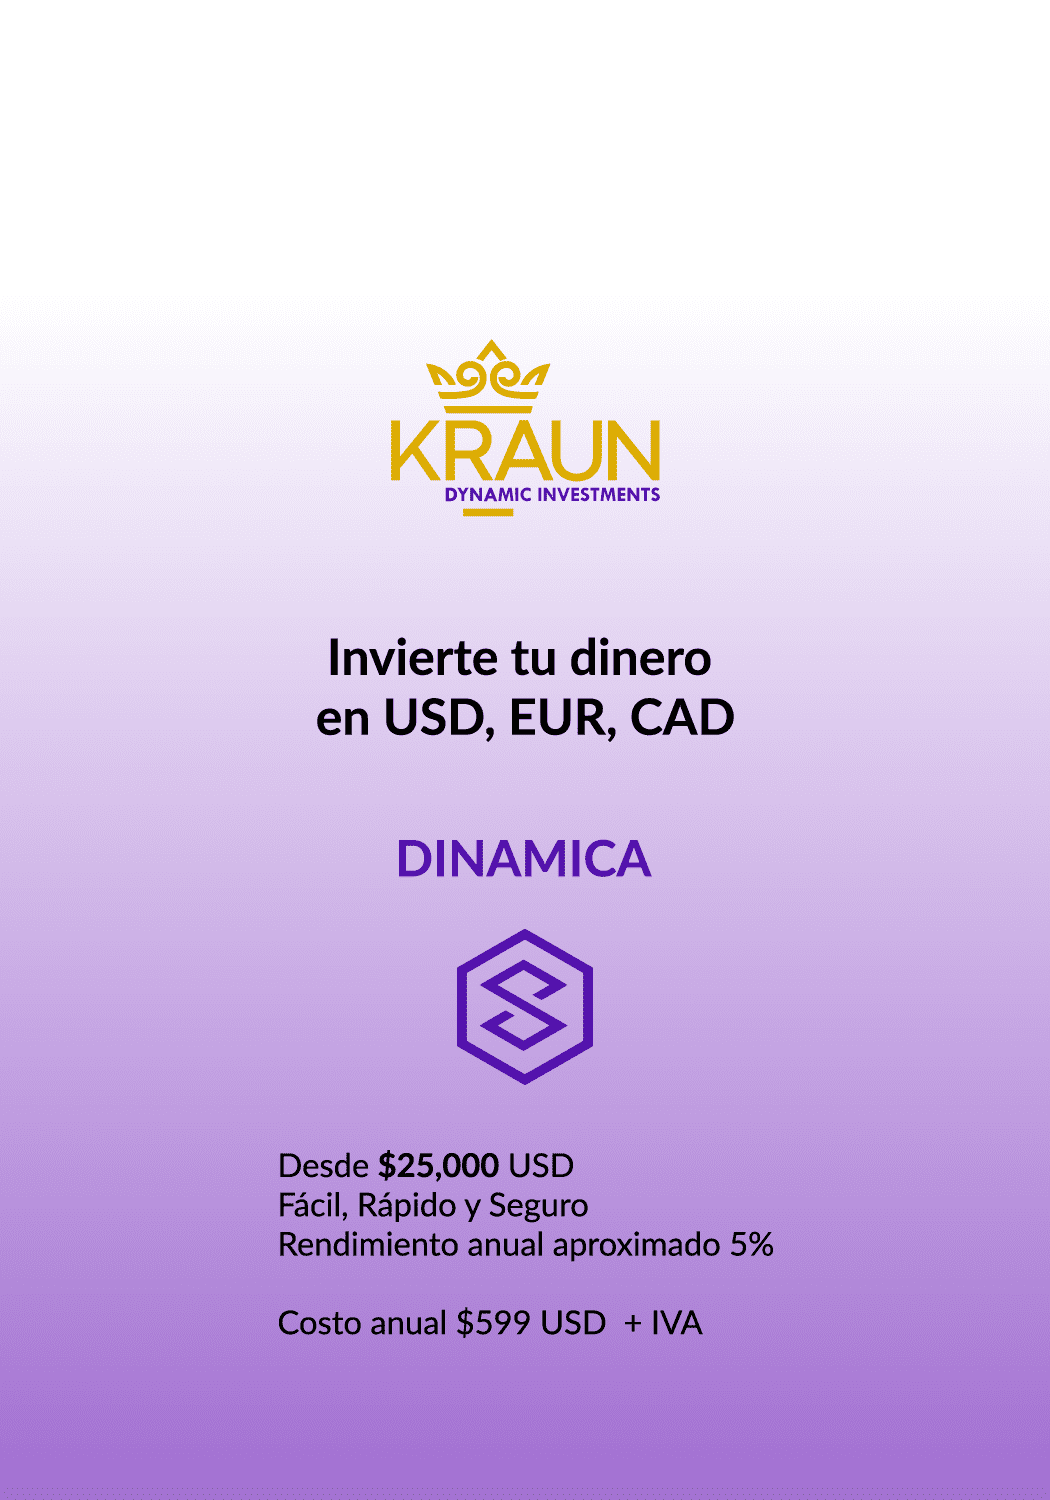 KRAUN
DYNAMIC INVESTMENTS
Invierte tu dinero
en USD, EUR, CAD
DINAMICA
Desde $25,000 USD
Fácil, Rápido y Seguro
Rendimiento anual aproximado 5%
Costo anual $599 USD + IVA